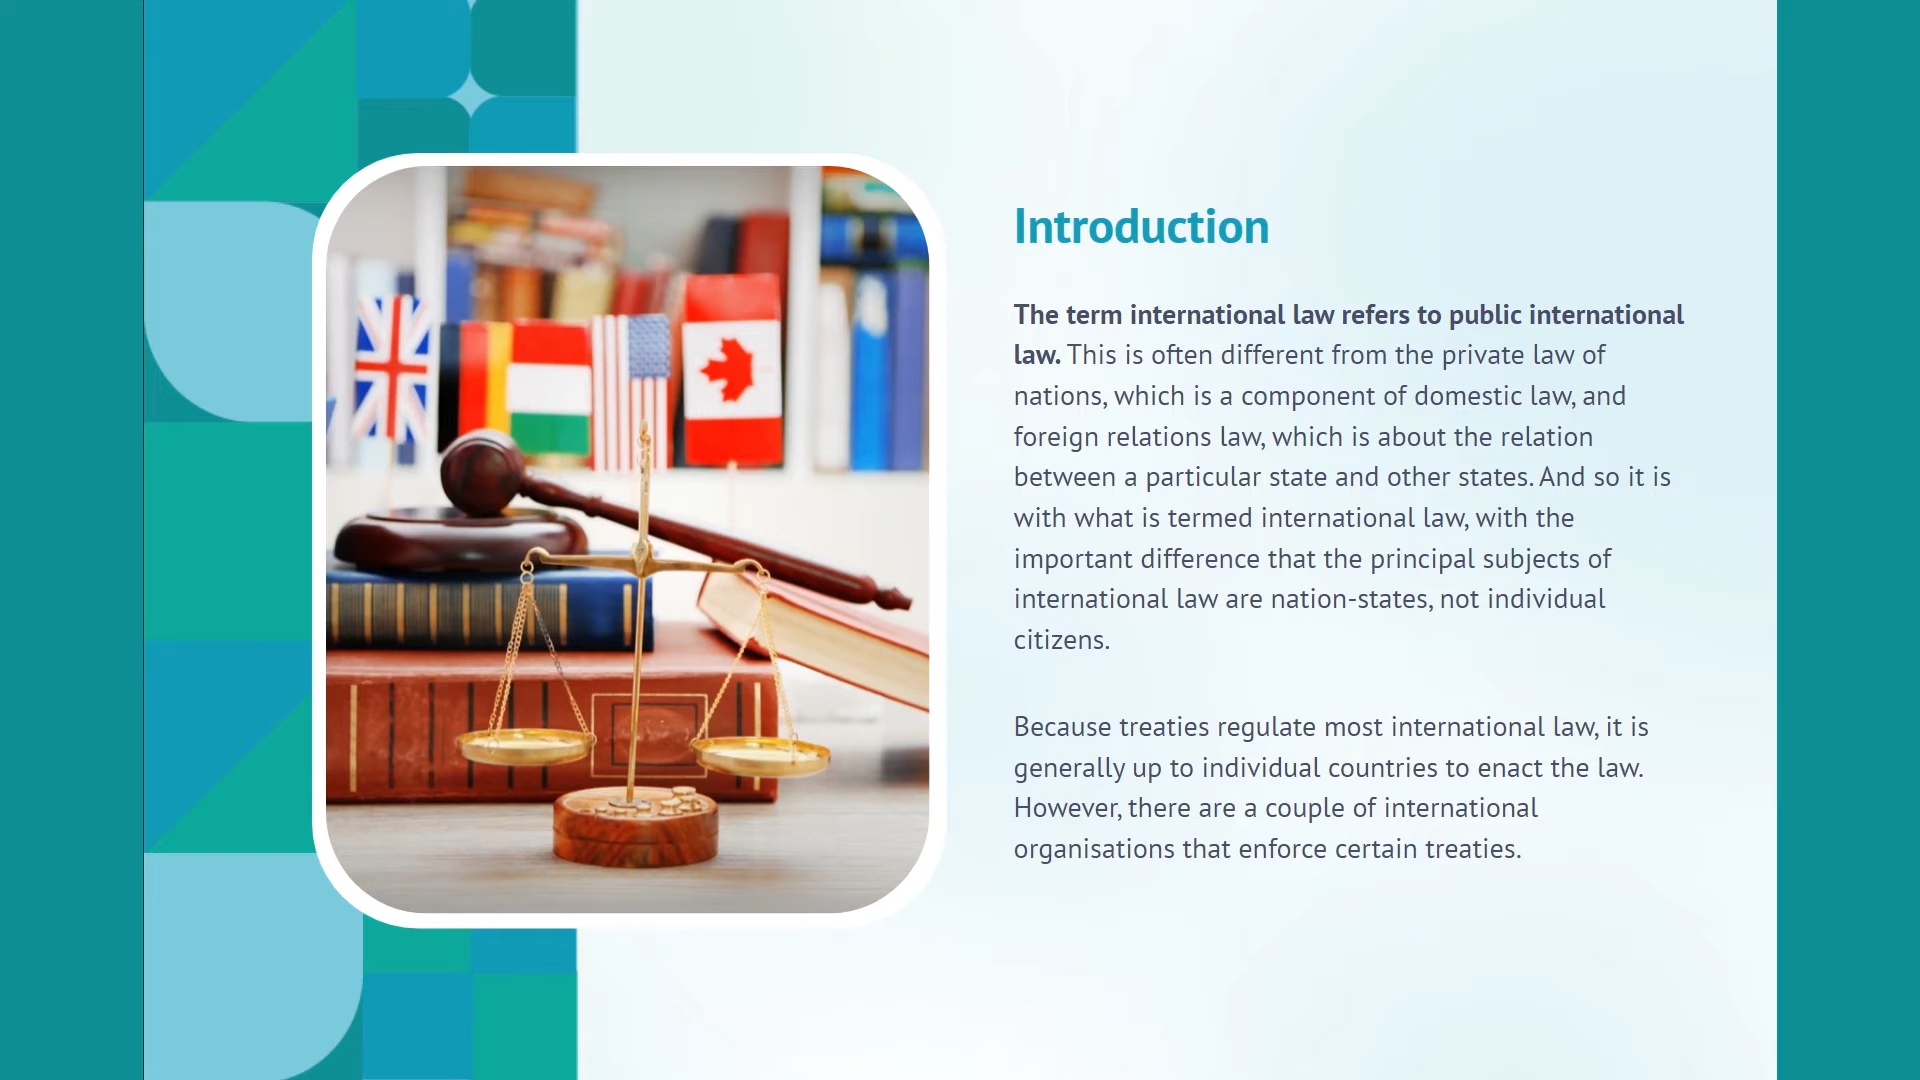 Introduction
The term international law refers to public international
law. This is often different from the private law of
nations, which is a component of domestic law, and
foreign relations law, which is about the relation
between a particular state and other states. And so it is
with what is termed international law, with the
important difference that the principal subjects of
international law are nation-states, not individual
citizens.
Because treaties regulate most international law, it is
generally up to individual countries to enact the law.
However, there are a couple of international
organisations that enforce certain treaties.